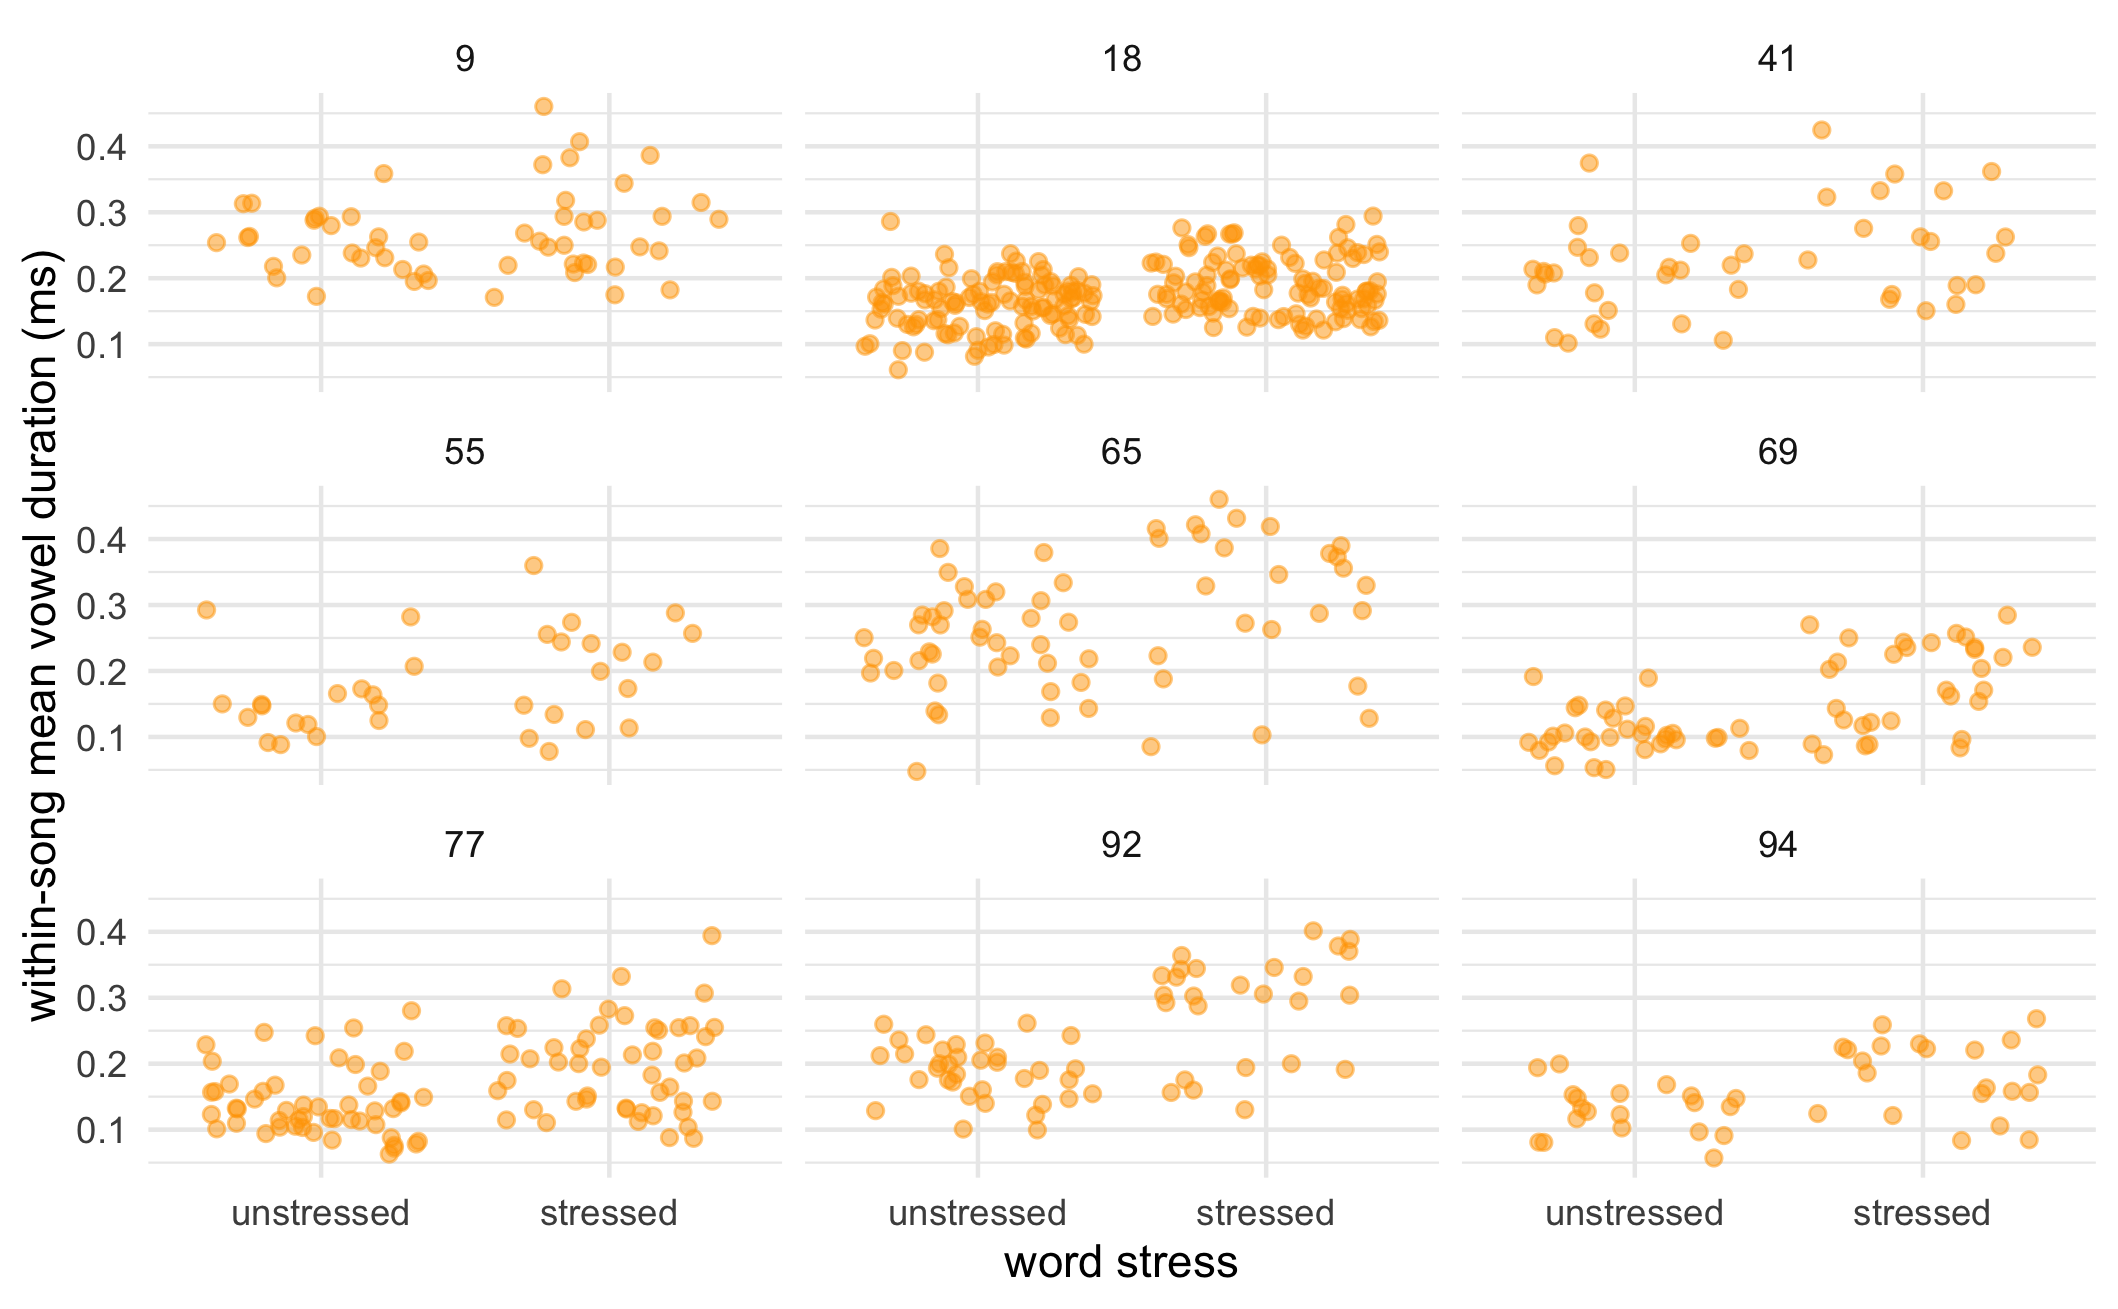 9 18 41
0.4
0.3
0.2
0.1
55 65 69
0.4
0.3
0.2
0.1
77 92 94
0.4
0.3
0.2
0.1
unstressed stressed unstressed stressed unstressed stressed
word stress
within-song mean vowel duration (ms)